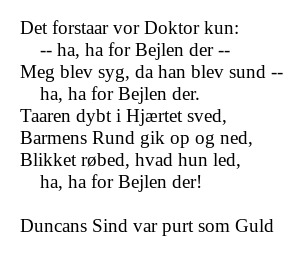 Det forstaar vor Doktor kun:
-- ha, ha for Bejlen der --
Meg blev syg, da han blev sund --
ha, ha for Bejlen der.
Taaren dybt i Hjærtet sved,
Barmens Rund gik op og ned,
Blikket røbed, hvad hun led,
ha, ha for Bejlen der!

Duncans Sind var purt som Guld